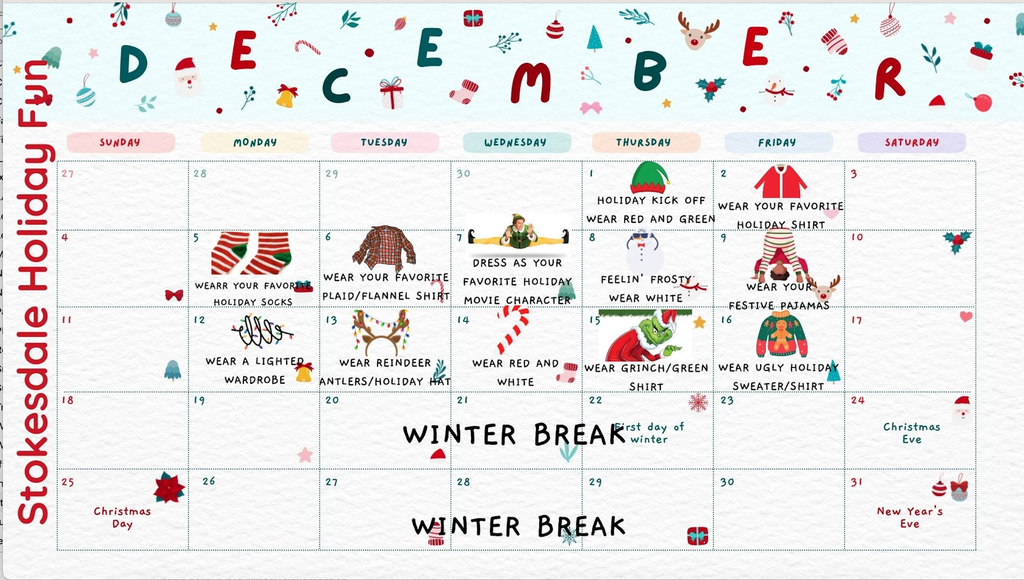 DECEMBER
Stokesdale Holiday Fun
SUNDAY MONDAY TUESDAY WEDNESDAY THURSDAY FRIDAY SATURDAY
27
28
29
30
1
HOLIDAY KICK OFF
WEAR RED AND GREEN
2
WEAR YOUR FAVORITE
HOLIDAY SHIRT
3
4
5
WEARR YOUR FAVORITE
HOLIDAY SOCKS
6
WEAR YOUR FAVORITE
PLAID/FLANNEL SHIRT
7
DRESS AS YOUR
FAVORITE HOLIDAY
MOVIE CHARACTER
8
FEELIN' FROSTY
WEAR WHITE
9
WEAR YOUR
FESTIVE PAJAMAS
10
11
12
WEAR A LIGHTED
WARDROBE
13
WEAR REINDEER
ANTLERS/HOLIDAY HAT
14
WEAR RED AND
WHITE
15
WEAR GRINCH/GREEN
SHIRT
16
WEAR UGLY HOLIDAY
SWEATER/SHIRT
17
18
19
20
21
WINTER BREAK
22
First day of
winter
23
24
Christmas
Eve
25
Christmas
Day
26
27
28
WINTER BREAK
29
30
31
New Year's
Eve